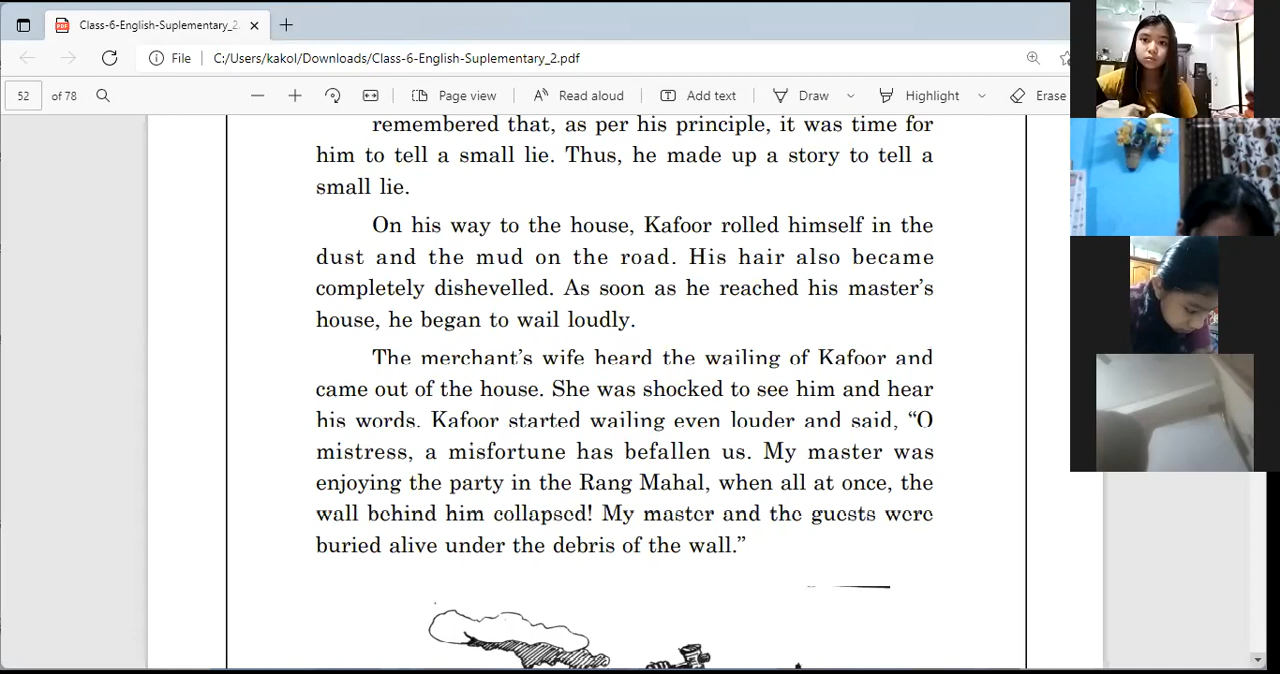 Class-6-English-Suplementary_2
File C:/Users/kakol/Downloads/Class-6-English-Suplementary_2.pdf
52 of 78 Page view Read aloud Add text Draw Highlight Erase
remembered that, as per his principle, it was time for
him to tell a small lie. Thus, he made up a story to tell a
small lie.
On his way to the house, Kafoor rolled himself in the
dust and the mud on the road. His hair also became
completely dishevelled. As soon as he reached his master's
house, he began to wail loudly.
The merchant's wife heard the wailing of Kafoor and
came out of the house. She was shocked to see him and hear
his words. Kafoor started wailing even louder and said, “O
mistress, a misfortune has befallen us. My master was
enjoying the party in the Rang Mahal, when all at once, the
wall behind him collapsed! My master and the guests were
buried alive under the debris of the wall.”